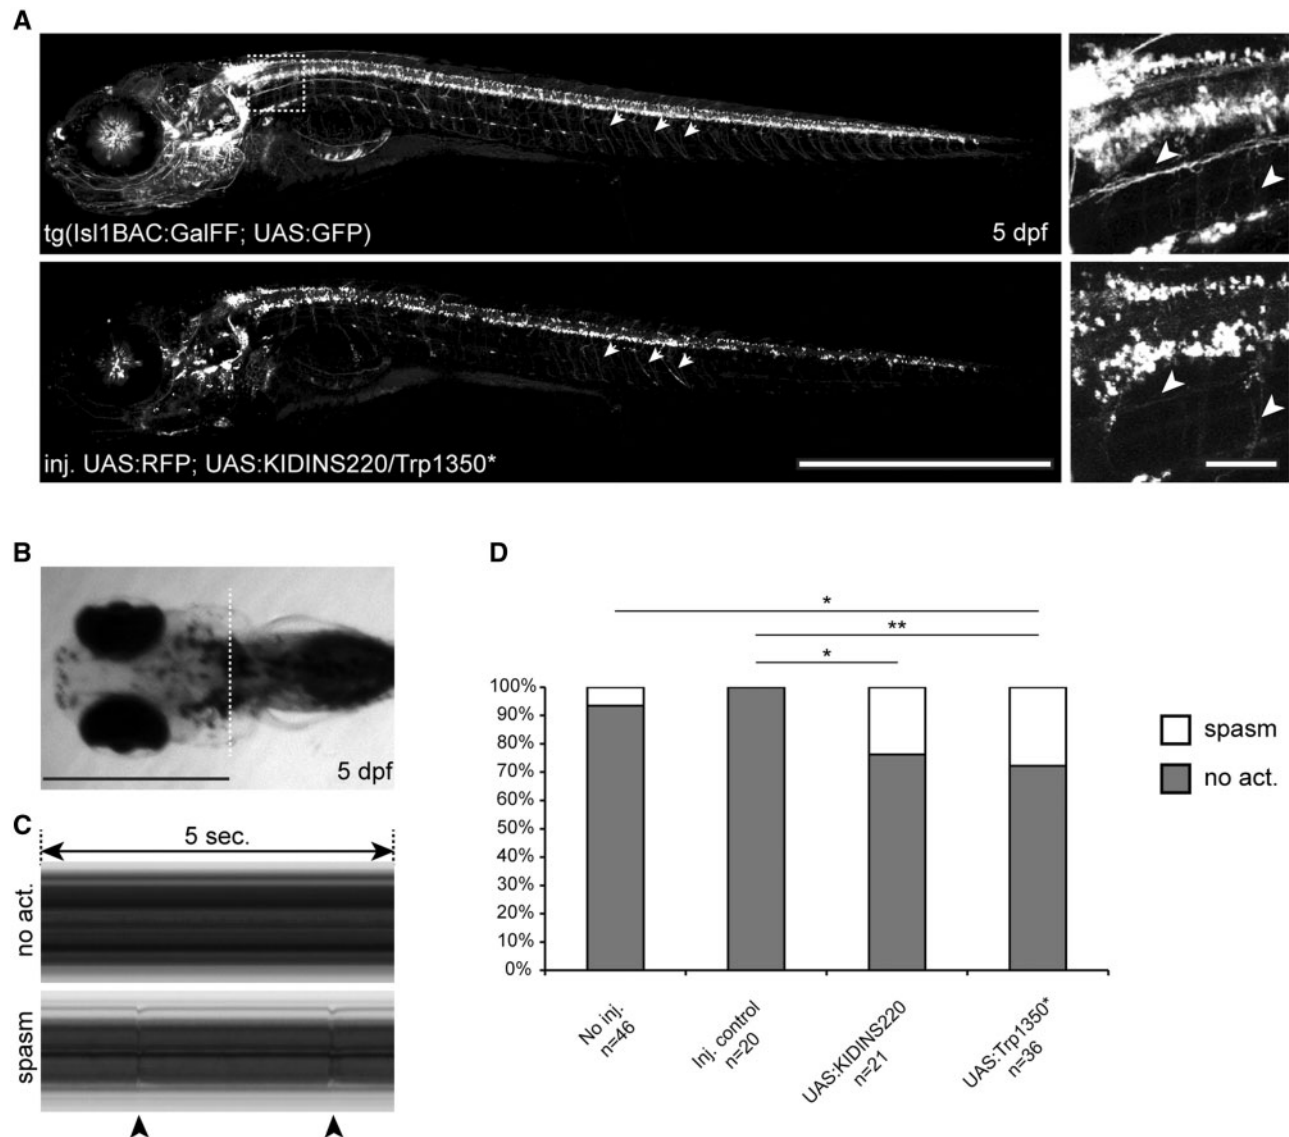 A
tg(Isl1BAC:GalFF; UAS:GFP)
5 dpf
inj. UAS:RFP; UAS:KIDINS220/Trp1350*
B
5 dpf
C
5 sec.
no act.
spasm
D
*
**
*
100%
90%
80%
70%
60%
50%
40%
30%
20%
10%
0%
No inj.
n=46
Inj. control
n=20
UAS:KIDINS220
n=21
UAS:Trp1350*
n=36
spasm
no act.